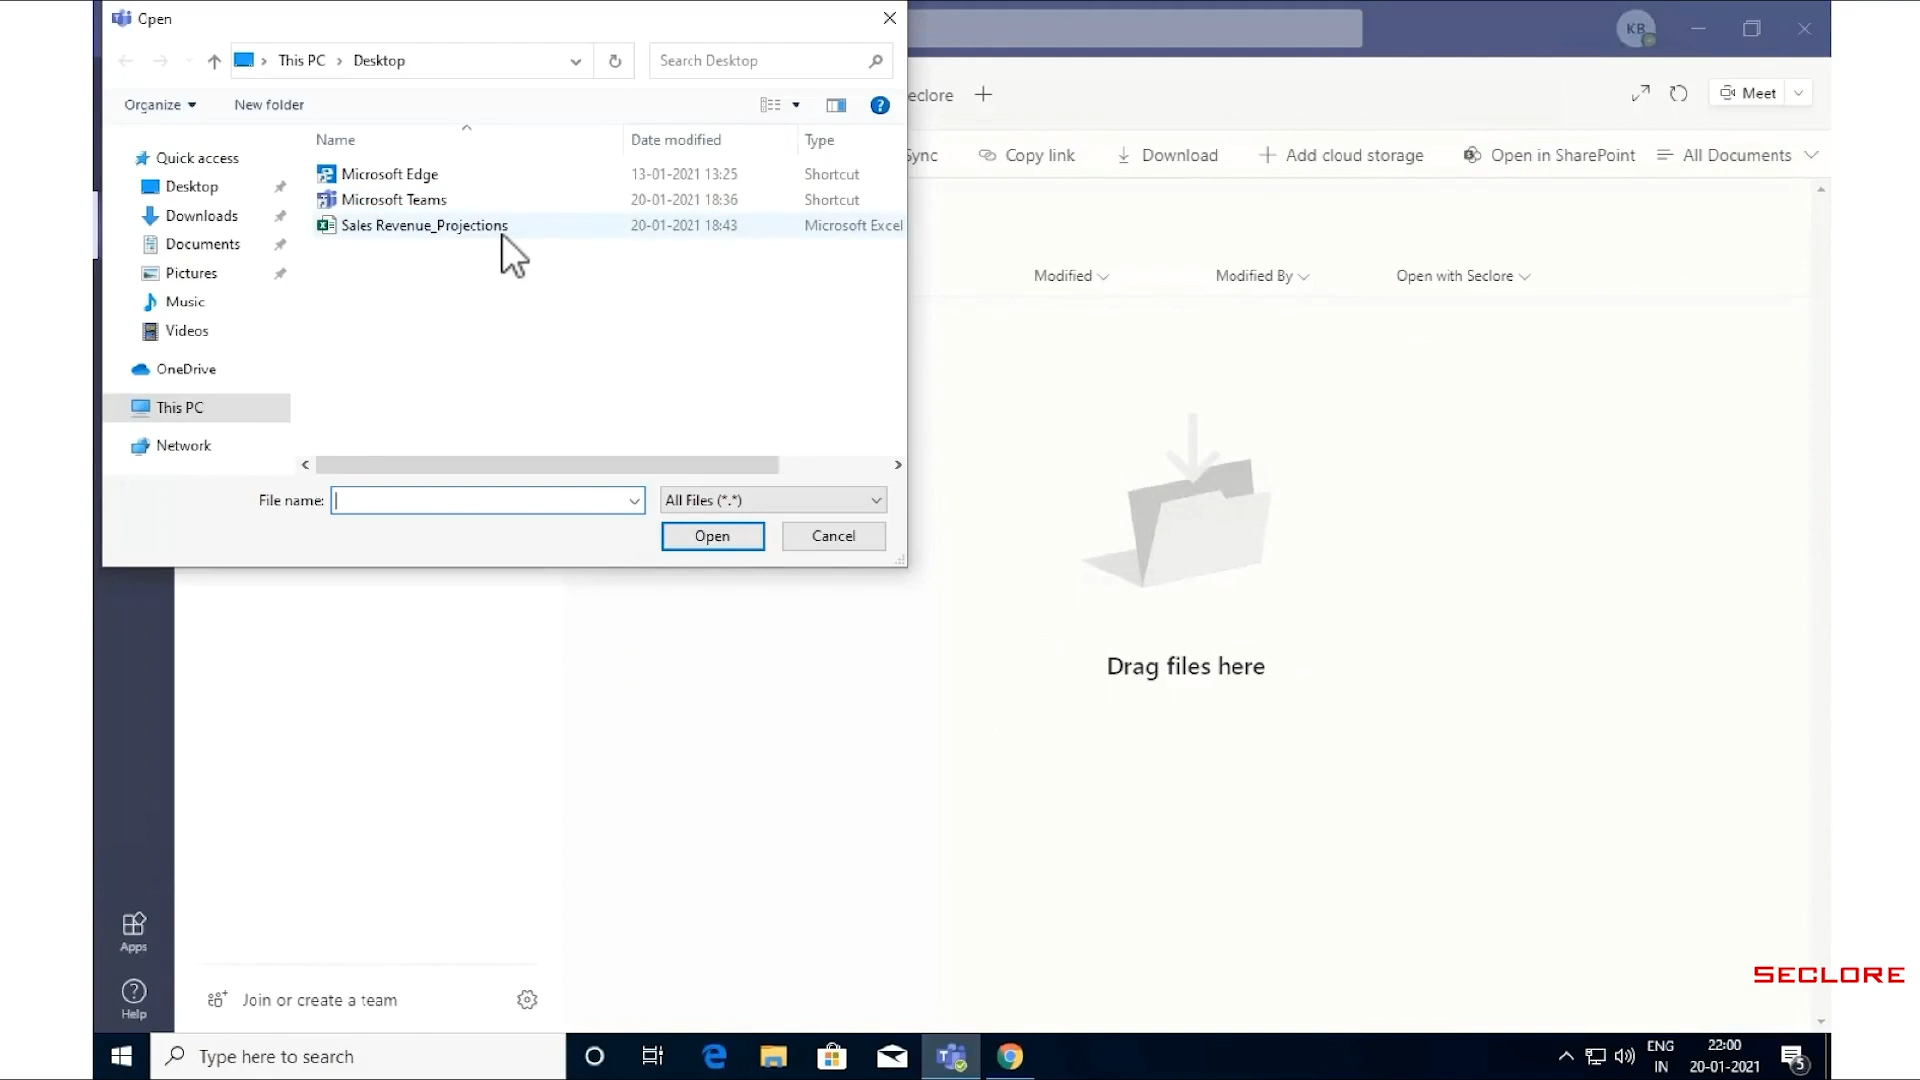 Open
KB
This PC > Desktop
Search Desktop
eclore
Meet
Organize
New folder
Sync
Copy link
Download
Add cloud storage
Open in SharePoint
All Documents
Name
Date modified
Type
Quick access
Microsoft Edge
13-01-2021 13:25
Shortcut
Desktop
Microsoft Teams
20-01-2021 18:36
Shortcut
Downloads
Sales Revenue_Projections
20-01-2021 18:43
Microsoft Excel
Documents
Pictures
Modified
Modified By
Open with Seclore
Music
Videos
OneDrive
This PC
Network
File name:
All Files (*.*)
Open
Cancel
Drag files here
Apps
Help
Join or create a team
SECLORE
Type here to search
ENG
IN
22:00
20-01-2021
5